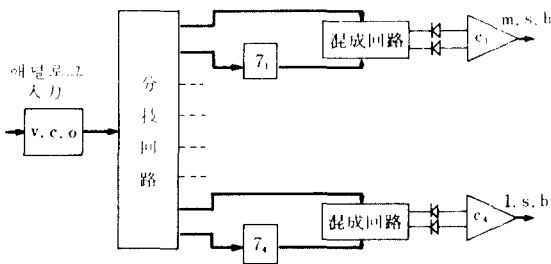 애널로그
入力
v, c, o
分
技
回
路
7₁
混成回路
c₁
m, s, b
7₄
混成回路
c₄
l, s, b